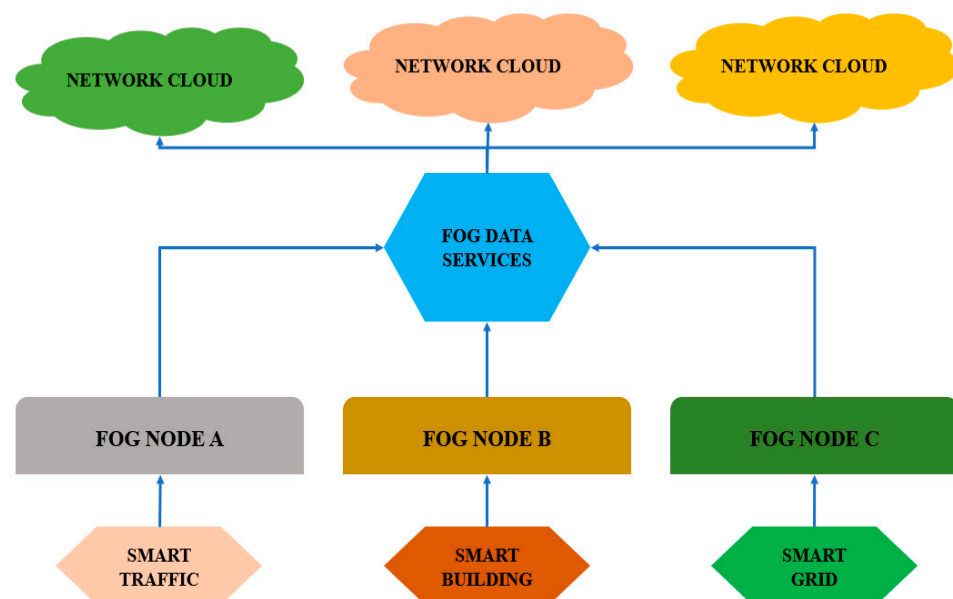 NETWORK CLOUD
NETWORK CLOUD
NETWORK CLOUD
FOG DATA
SERVICES
FOG NODE A
FOG NODE B
FOG NODE C
SMART
TRAFFIC
SMART
BUILDING
SMART
GRID